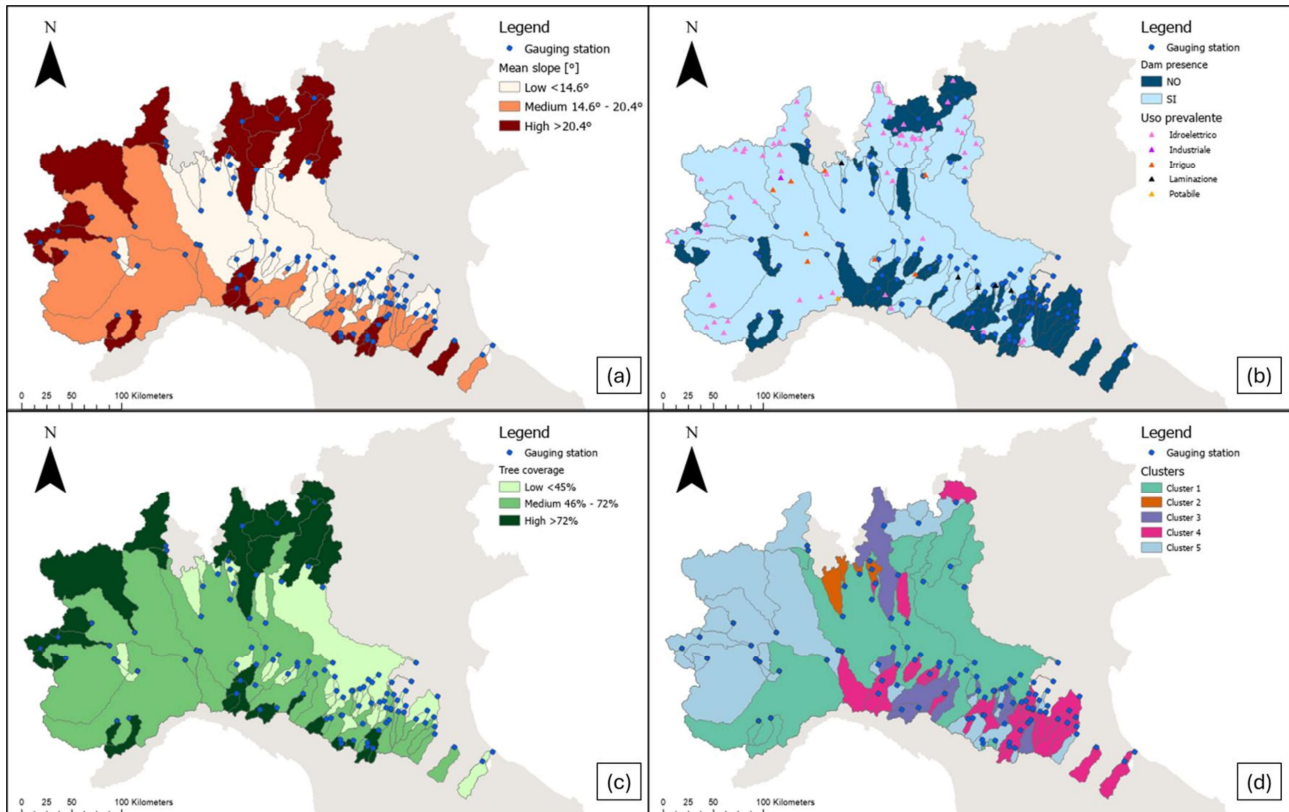 N
Legend
Gauging station
Mean slope [°]
Low <14.6°
Medium 14.6° - 20.4°
High >20.4°
0 25 50 100 Kilometers
(a)
N
Legend
Gauging station
Dam presence
NO
SI
Uso prevalente
Idroelettrico
Industriale
Irriguo
Laminazione
Potabile
0 25 50 100 Kilometers
(b)
N
Legend
Gauging station
Tree coverage
Low <45%
Medium 46% - 72%
High >72%
0 25 50 100 Kilometers
(c)
N
Legend
Gauging station
Clusters
Cluster 1
Cluster 2
Cluster 3
Cluster 4
Cluster 5
0 25 50 100 Kilometers
(d)